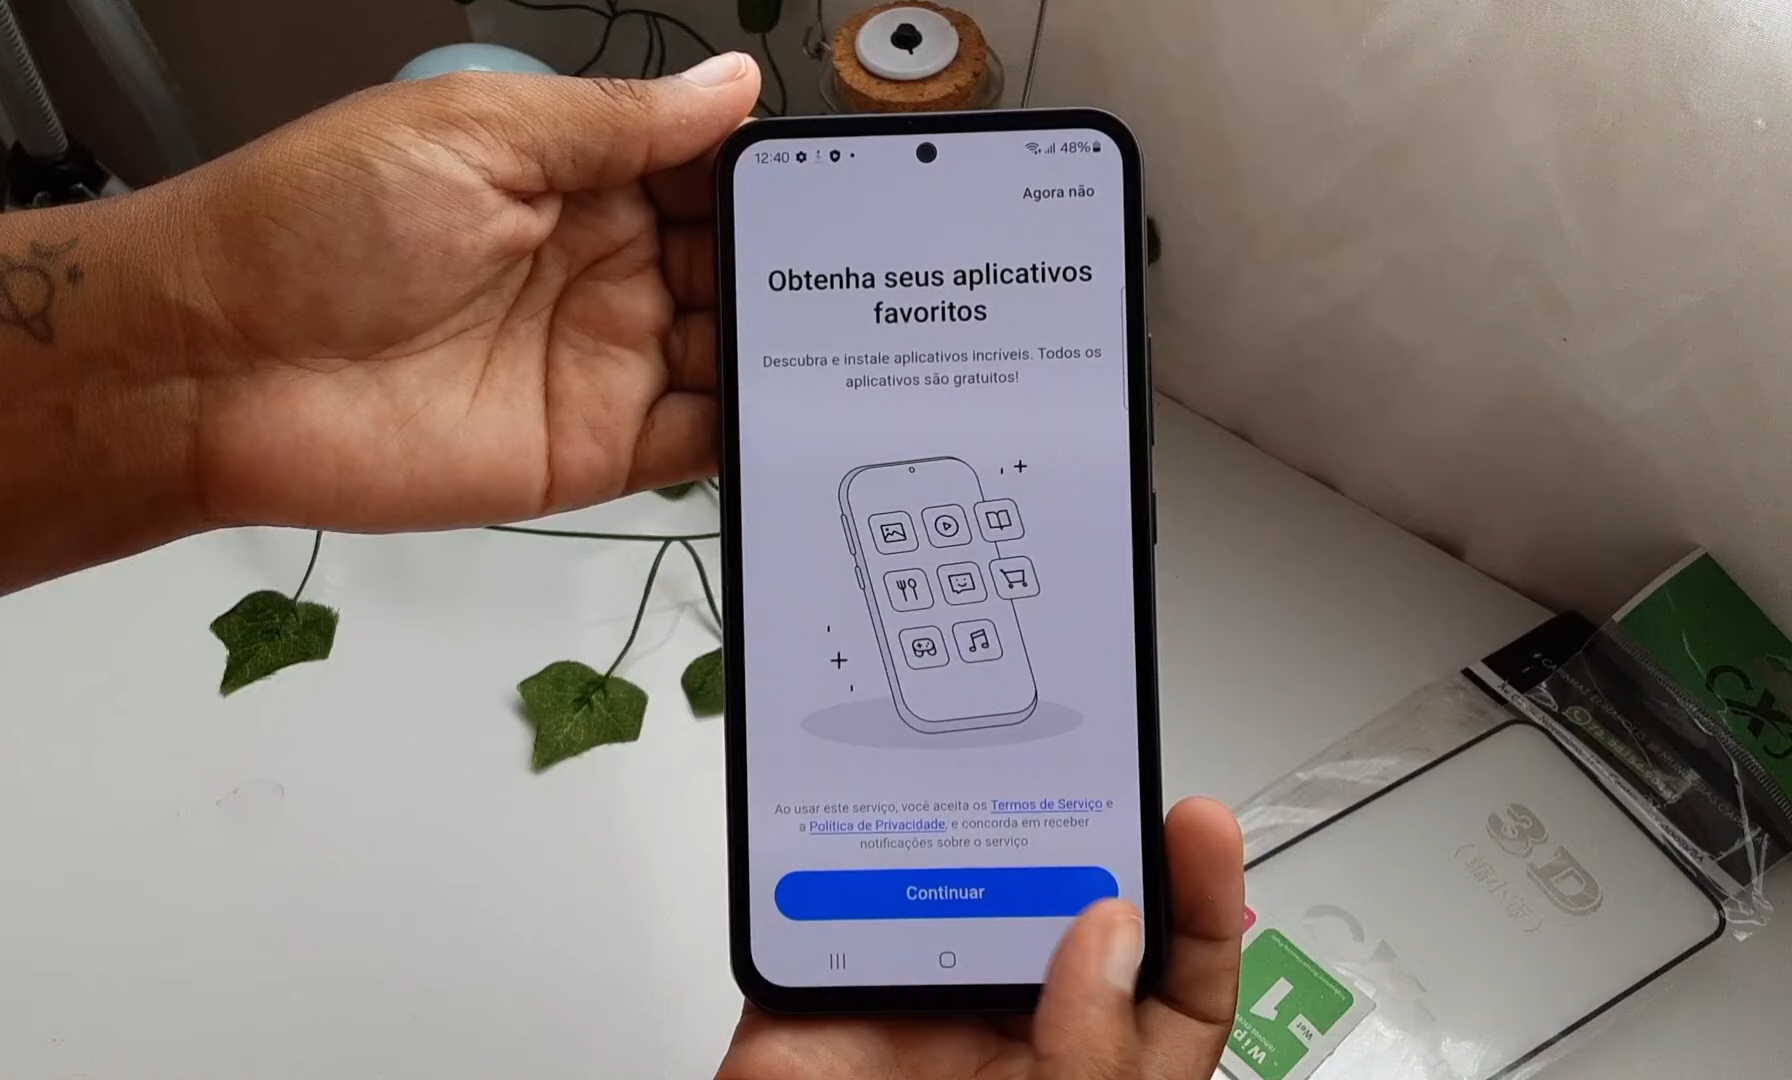 12:40
48%
Agora não
Obtenha seus aplicativos
favoritos
Descubra e instale aplicativos incríveis. Todos os
aplicativos são gratuitos!
Ao usar este serviço, você aceita os Termos de Serviço e
a Política de Privacidade, e concorda em receber
notificações sobre o serviço
Continuar
3D
1
Wet